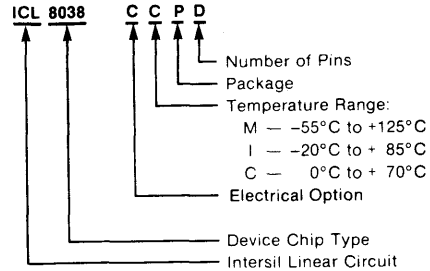 ICL 8038 C C P D
Number of Pins
Package
Temperature Range:
M — -55°C to +125°C
I — -20°C to + 85°C
C — 0°C to + 70°C
Electrical Option
Device Chip Type
Intersil Linear Circuit